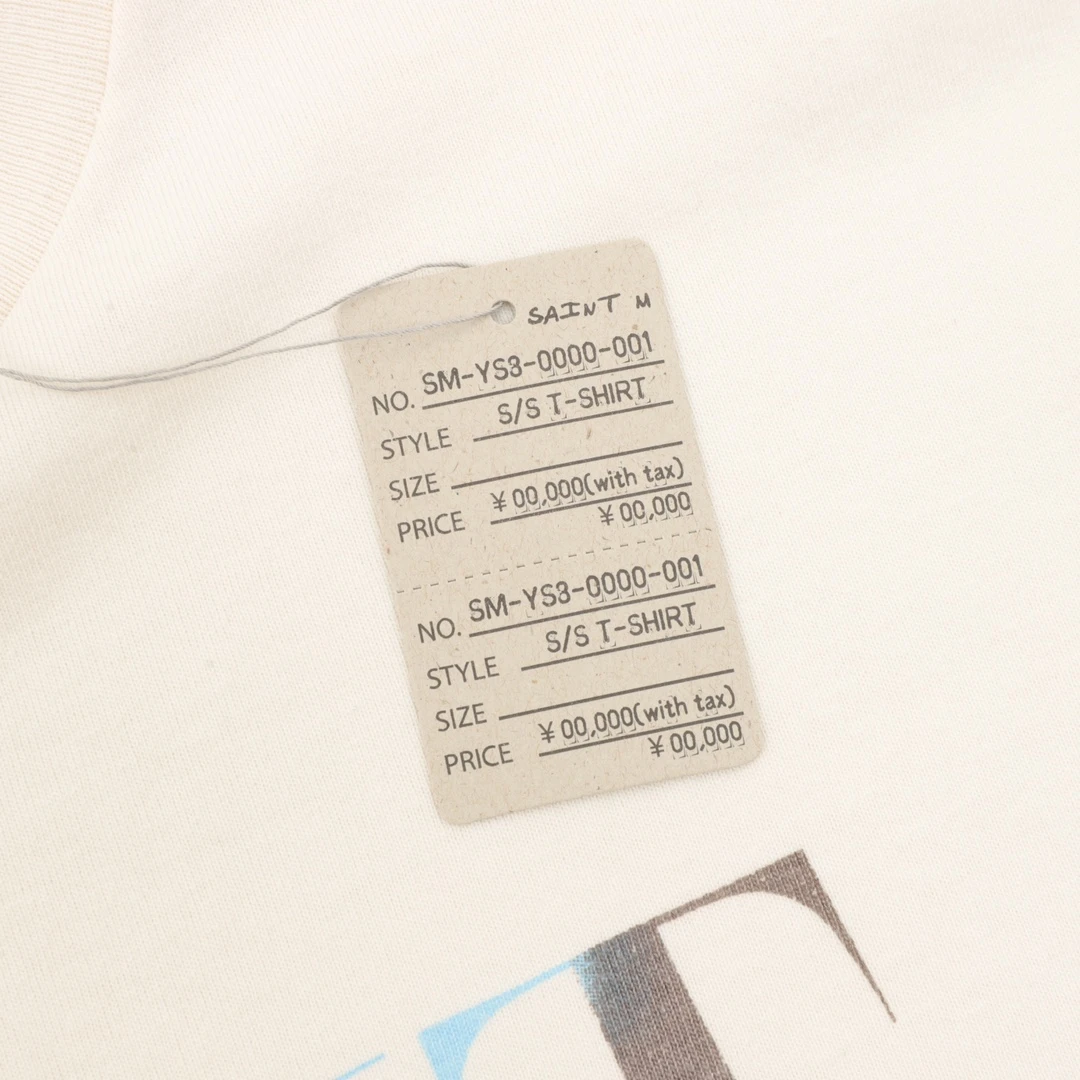 SAINT M
NO. SM-YS3-0000-001
STYLE S/S T-SHIRT
SIZE
PRICE ¥00,000(with tax)
¥00,000
NO. SM-YS3-0000-001
STYLE S/S T-SHIRT
SIZE
PRICE ¥00,000(with tax)
¥00,000
T